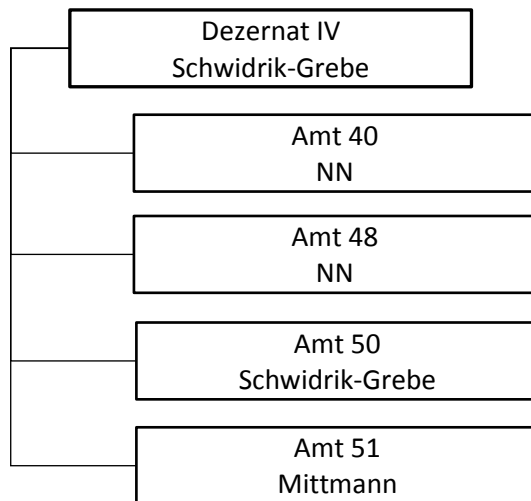 Dezernat IV
Schwidrik-Grebe
Amt 40
NN
Amt 48
NN
Amt 50
Schwidrik-Grebe
Amt 51
Mittmann